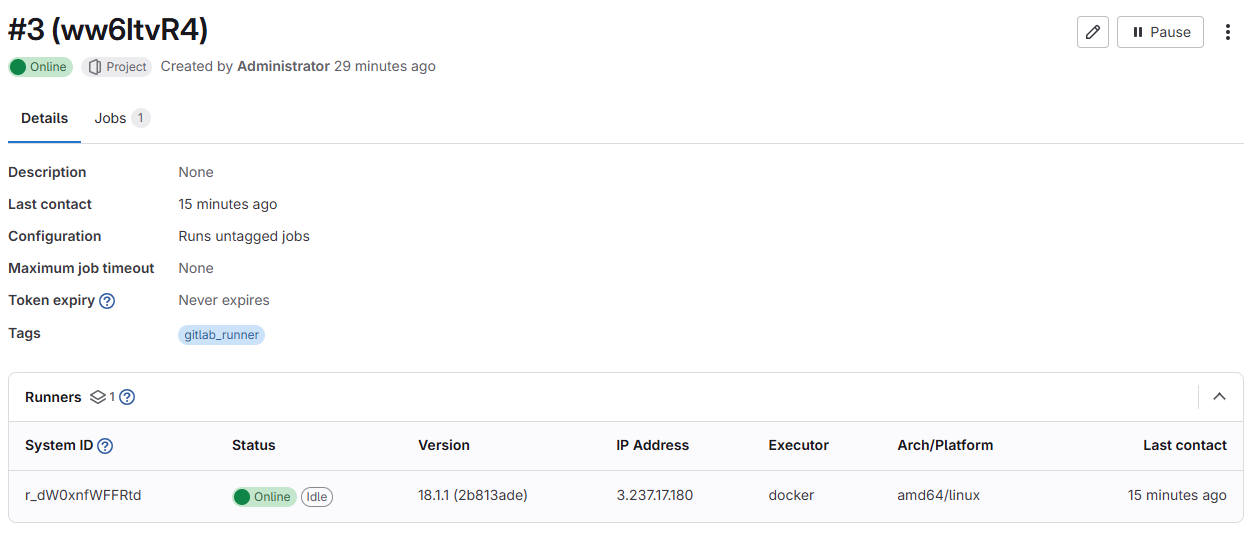 #3 (ww6ItvR4)
Pause
Online Project Created by Administrator 29 minutes ago
Details Jobs 1
Description None
Last contact 15 minutes ago
Configuration Runs untagged jobs
Maximum job timeout None
Token expiry ? Never expires
Tags gitlab_runner
Runners 1 ?
System ID ? Status Version IP Address Executor Arch/Platform Last contact
r_dW0xnfWFFRtd Online Idle 18.1.1 (2b813ade) 3.237.17.180 docker amd64/linux 15 minutes ago